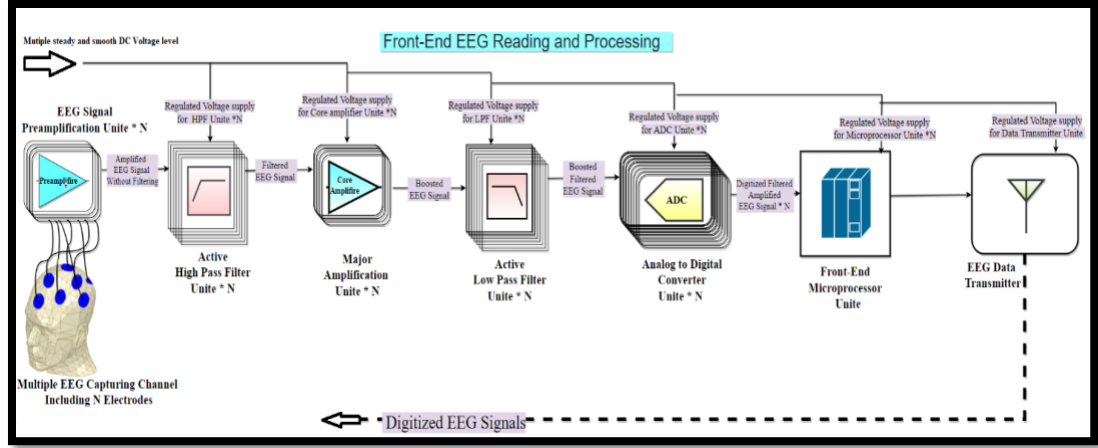 Mutiple steady and smooth DC Voltage level
Front-End EEG Reading and Processing
EEG Signal
Preamplification Unite * N
Regulated Voltage supply
for HPF Unite *N
Regulated Voltage supply
for Core amplifier Unite *N
Regulated Voltage supply
for LPF Unite *N
Regulated Voltage supply
for ADC Unite *N
Regulated Voltage supply
for Microprocessor Unite *N
Regulated Voltage supply
for Data Transmitter Unite
Preamplifire
Amplified
EEG Signal
Without Filtering
Filtered
EEG Signal
Core
Amplifire
Boosted
EEG Signal
Boosted
Filtered
EEG Signal
ADC
Digitized Filtered
Amplified
EEG Signal * N
Active
High Pass Filter
Unite * N
Major
Amplification
Unite * N
Active
Low Pass Filter
Unite * N
Analog to Digital
Converter
Unite * N
Front-End
Microprocessor
Unite
EEG Data
Transmitter
Multiple EEG Capturing Channel
Including N Electrodes
Digitized EEG Signals